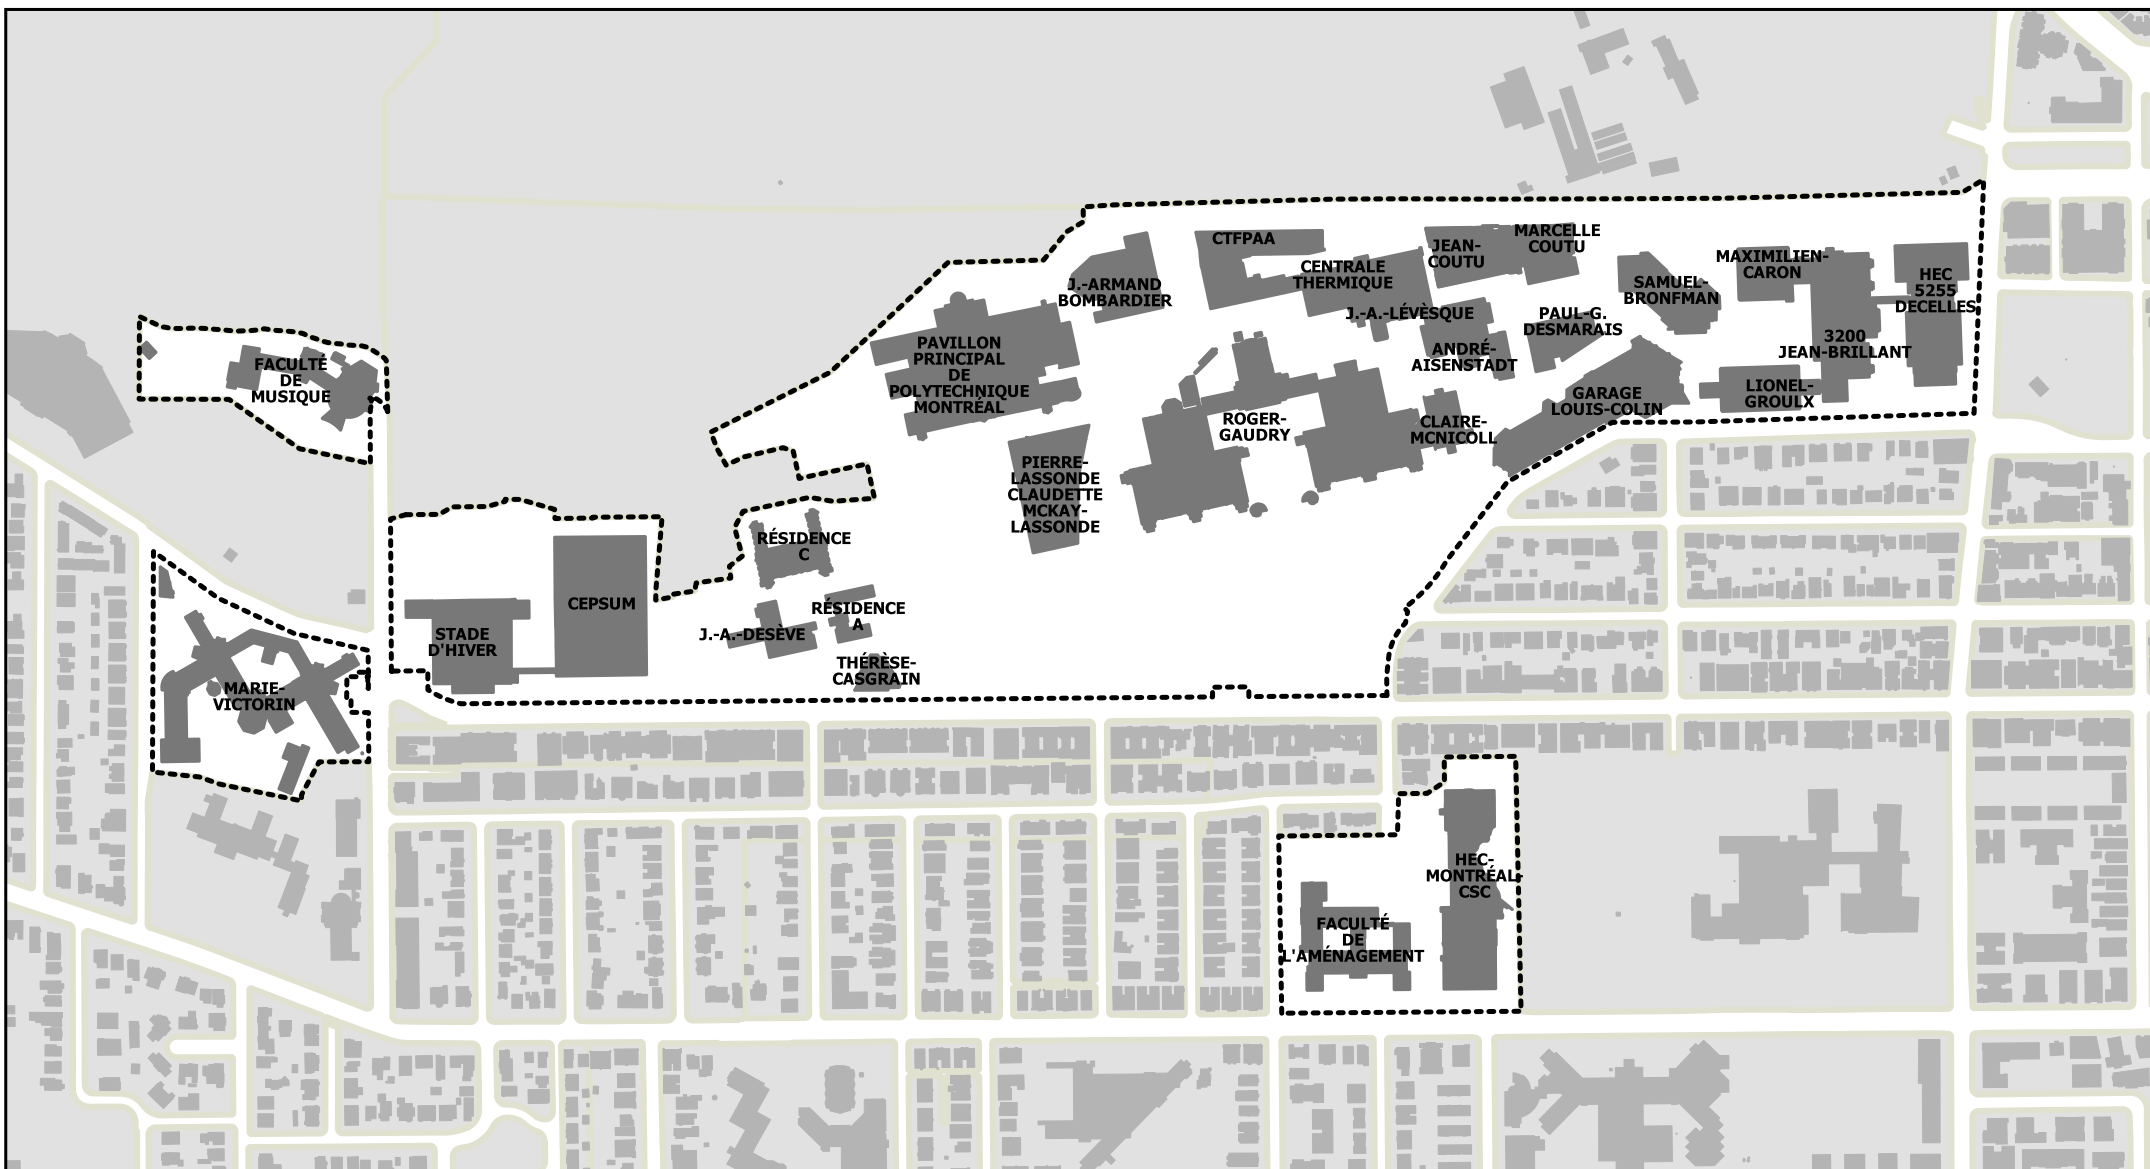 CTFPAA
MARCELLE
COUTU
JEAN-
COUTU
CENTRALE
THERMIQUE
MAXIMILIEN-
CARON
J.-ARMAND
BOMBARDIER
SAMUEL-
BRONFMAN
HEC
5255
DECELLES
J.-A.-LÉVÈSQUE
PAUL-G.
DESMARAIS
PAVILLON
PRINCIPAL
DE
POLYTECHNIQUE
MONTRÉAL
3200
JEAN-BRILLANT
ANDRÉ-
AISENSTADT
FACULTÉ
DE
MUSIQUE
LIONEL-
GROULX
GARAGE
LOUIS-COLIN
ROGER-
GAUDRY
CLAIRE-
MCNICOLL
PIERRE-
LASSONDE
CLAUDETTE
MCKAY-
LASSONDE
RÉSIDENCE
C
CEPSUM
RÉSIDENCE
A
STADE
D'HIVER
J.-A.-DESÈVE
THÉRÈSE-
CASGRAIN
MARIE-
VICTORIN
HEC-
MONTRÉAL-
CSC
FACULTÉ
DE
L'AMÉNAGEMENT